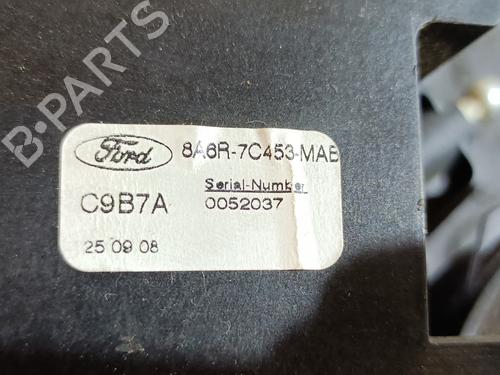 B-PARTS
Ford 8A6R-7C453-MAB
Serial-Number
C9B7A 0052037
25 09 08